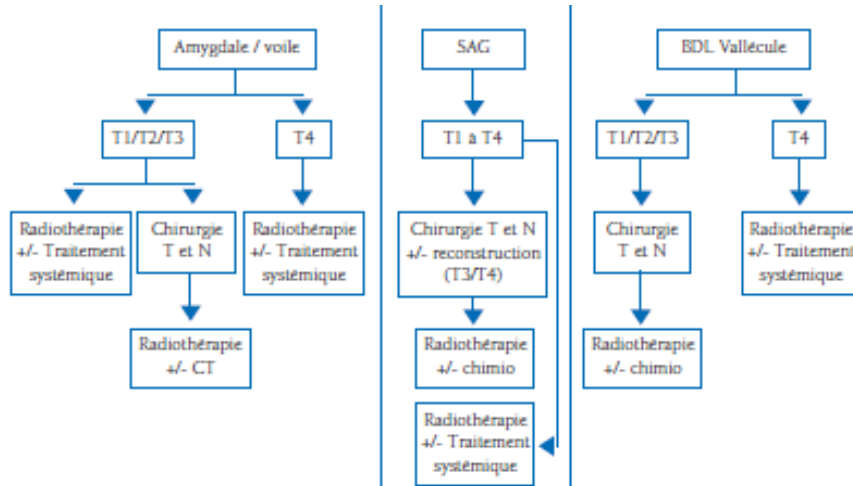 Amygdale / voile
T1/T2/T3
T4
Radiothérapie
+/- Traitement
systémique
Chirurgie
T et N
Radiothérapie
+/- Traitement
systémique
Radiothérapie
+/- CT
SAG
T1 à T4
Chirurgie T et N
+/- reconstruction
(T3/T4)
Radiothérapie
+/- chimio
Radiothérapie
+/- Traitement
systémique
BDL Vallécule
T1/T2/T3
T4
Chirurgie
T et N
Radiothérapie
+/- Traitement
systémique
Radiothérapie
+/- chimio